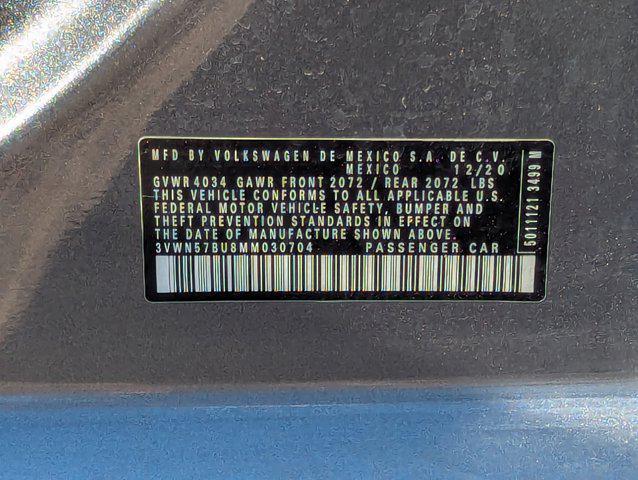 MFD BY VOLKSWAGEN DE MEXICO S.A. DE C.V.
MEXICO 12/20
GVWR 4034 GAWR FRONT 2072 / REAR 2072 LBS
THIS VEHICLE CONFORMS TO ALL APPLICABLE U.S.
FEDERAL MOTOR VEHICLE SAFETY, BUMPER AND
THEFT PREVENTION STANDARDS IN EFFECT ON
THE DATE OF MANUFACTURE SHOWN ABOVE.
3VWN57BU8MM030704 PASSENGER CAR
5011121 3499 M